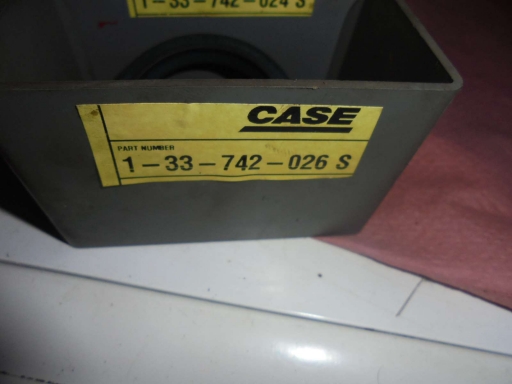 1-33-742-024 S
CASE
PART NUMBER
1-33-742-026 S